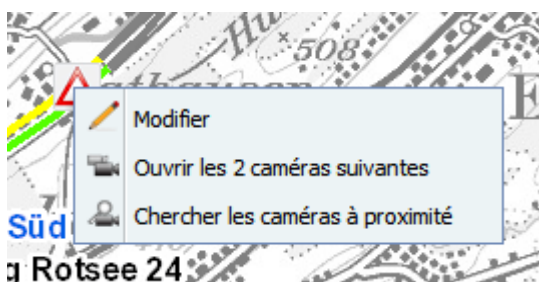 508
Modifier
Ouvrir les 2 caméras suivantes
Chercher les caméras à proximité
Süd
Rotsee 24